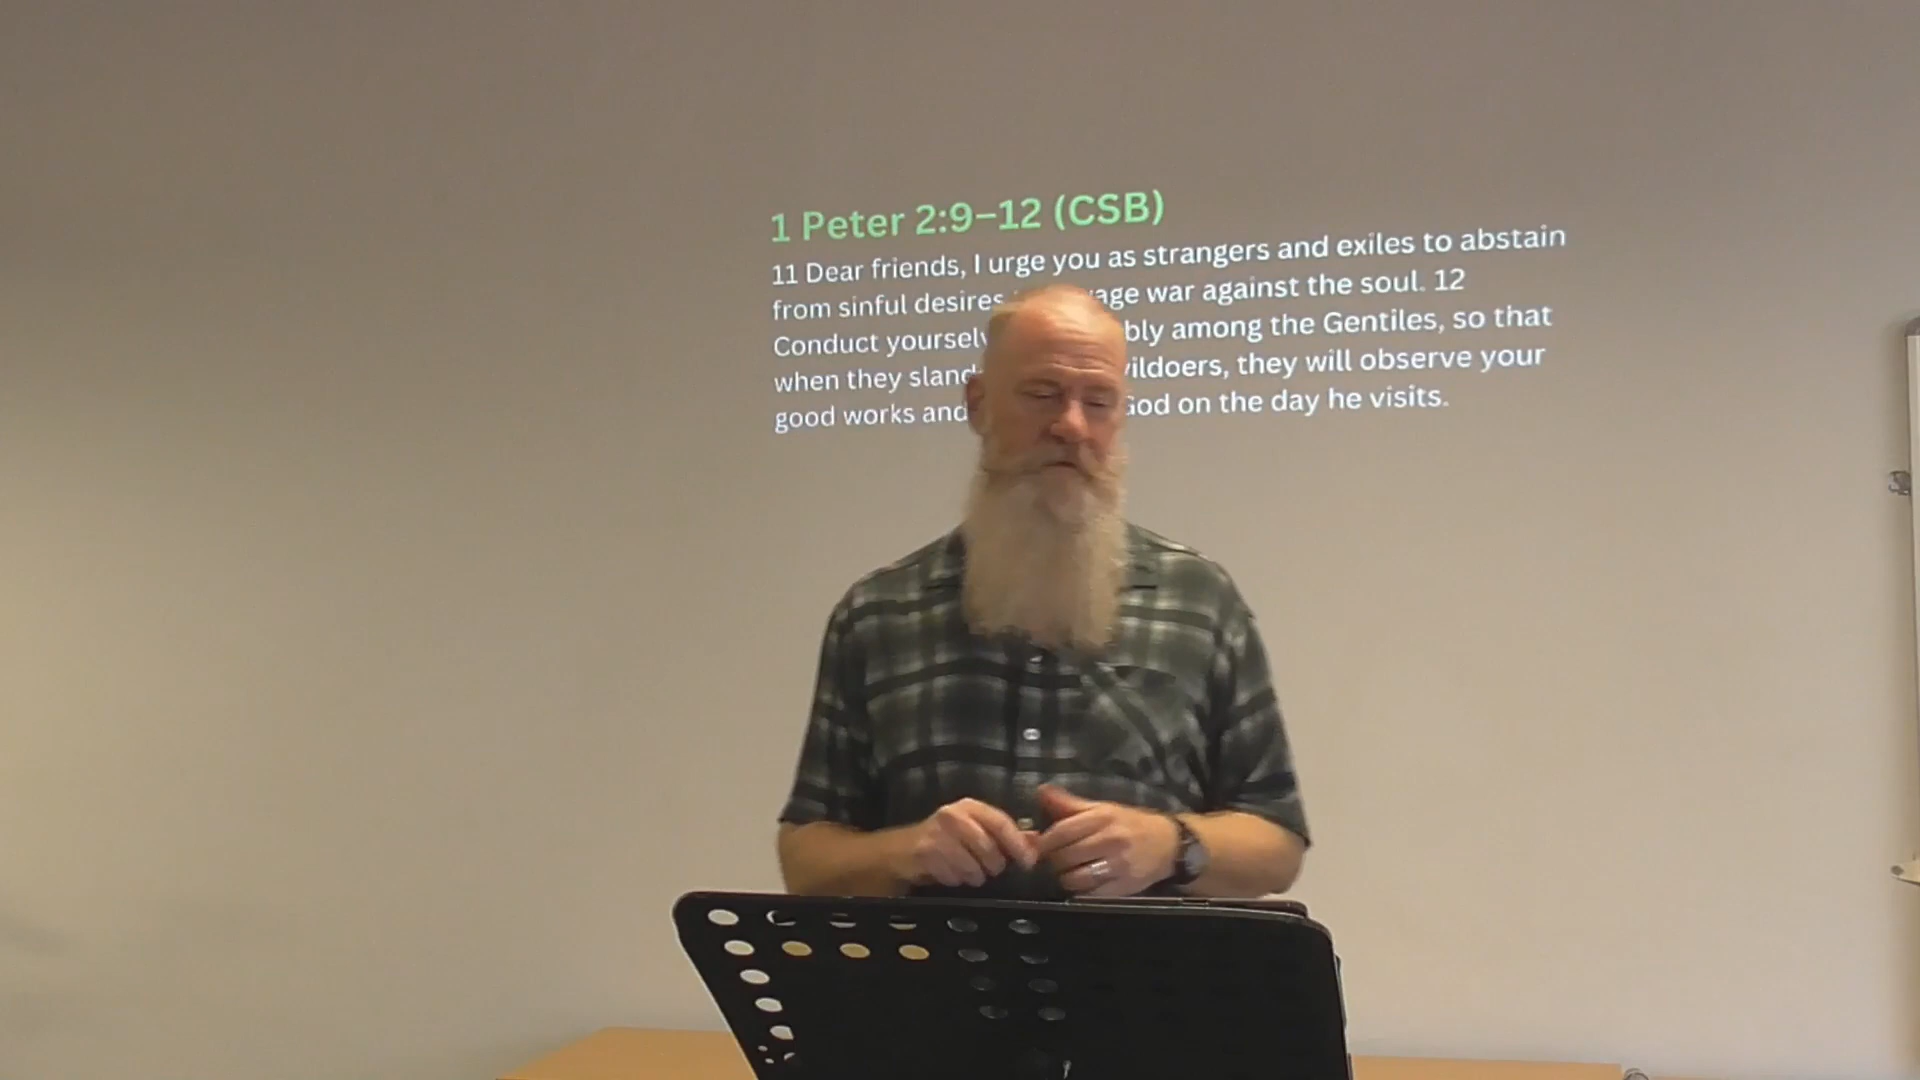 1 Peter 2:9–12 (CSB)
11 Dear friends, I urge you as strangers and exiles to abstain
from sinful desires war against the soul. 12
Conduct among the Gentiles, so that
when they they will observe your
good works and God on the day he visits.